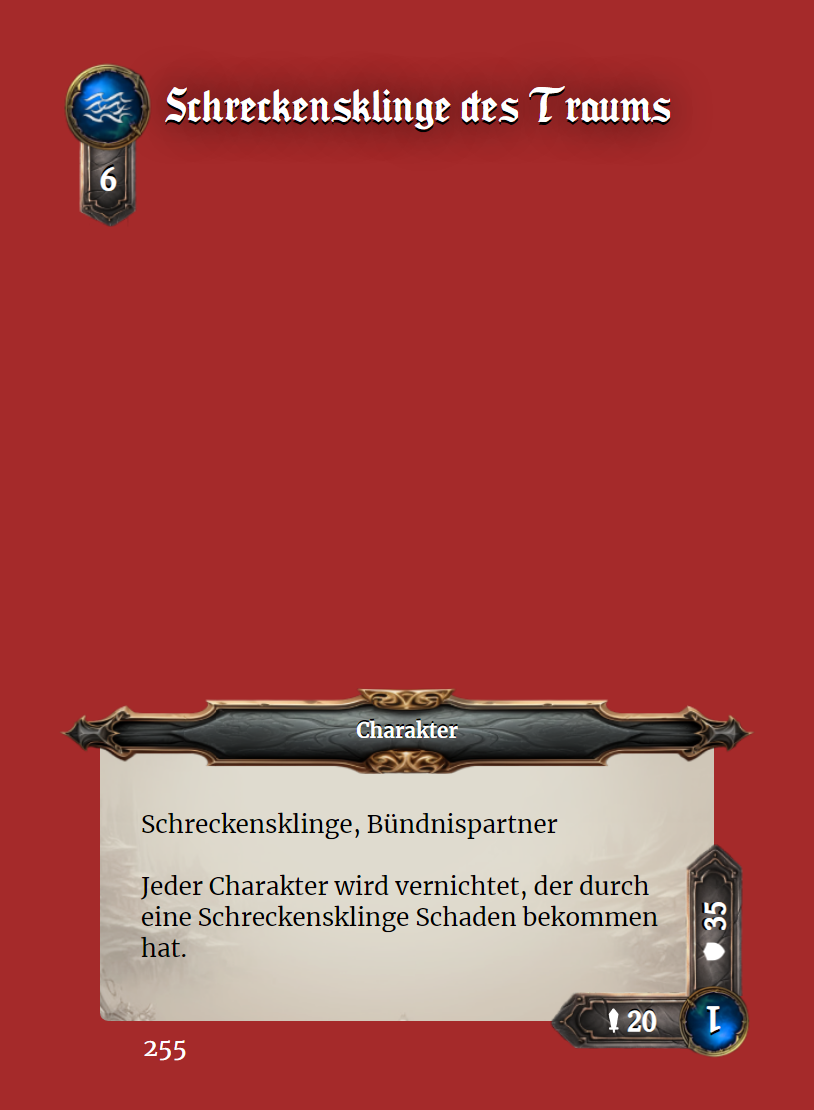 Schreckensklinge des Traums
6
Charakter
Schreckensklinge, Bündnispartner
Jeder Charakter wird vernichtet, der durch
eine Schreckensklinge Schaden bekommen
hat.
35
20
1
255